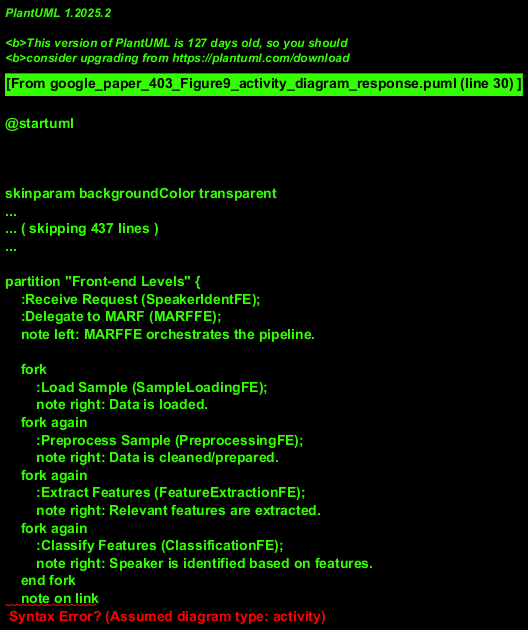 PlantUML 1.2025.2
<b>This version of PlantUML is 127 days old, so you should
<b>consider upgrading from https://plantuml.com/download
[From google_paper_403_Figure9_activity_diagram_response.puml (line 30) ]
@startuml
skinparam backgroundColor transparent
...
... ( skipping 437 lines )
...
partition "Front-end Levels" {
:Receive Request (SpeakerIdentFE);
:Delegate to MARF (MARFFE);
note left: MARFFE orchestrates the pipeline.
fork
:Load Sample (SampleLoadingFE);
note right: Data is loaded.
fork again
:Preprocess Sample (PreprocessingFE);
note right: Data is cleaned/prepared.
fork again
:Extract Features (FeatureExtractionFE);
note right: Relevant features are extracted.
fork again
:Classify Features (ClassificationFE);
note right: Speaker is identified based on features.
end fork
note on link
Syntax Error? (Assumed diagram type: activity)